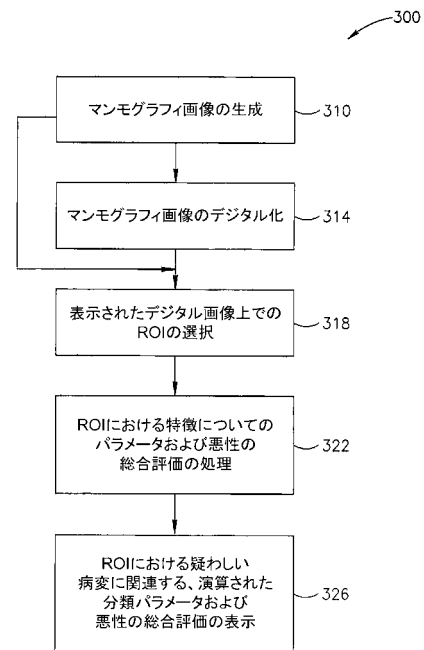 300
マンモグラフィ画像の生成
310
マンモグラフィ画像のデジタル化
314
表示されたデジタル画像上での
ROIの選択
318
ROIにおける特徴についての
パラメータおよび悪性の
総合評価の処理
322
ROIにおける疑わしい
病変に関連する、演算された
分類パラメータおよび
悪性の総合評価の表示
326